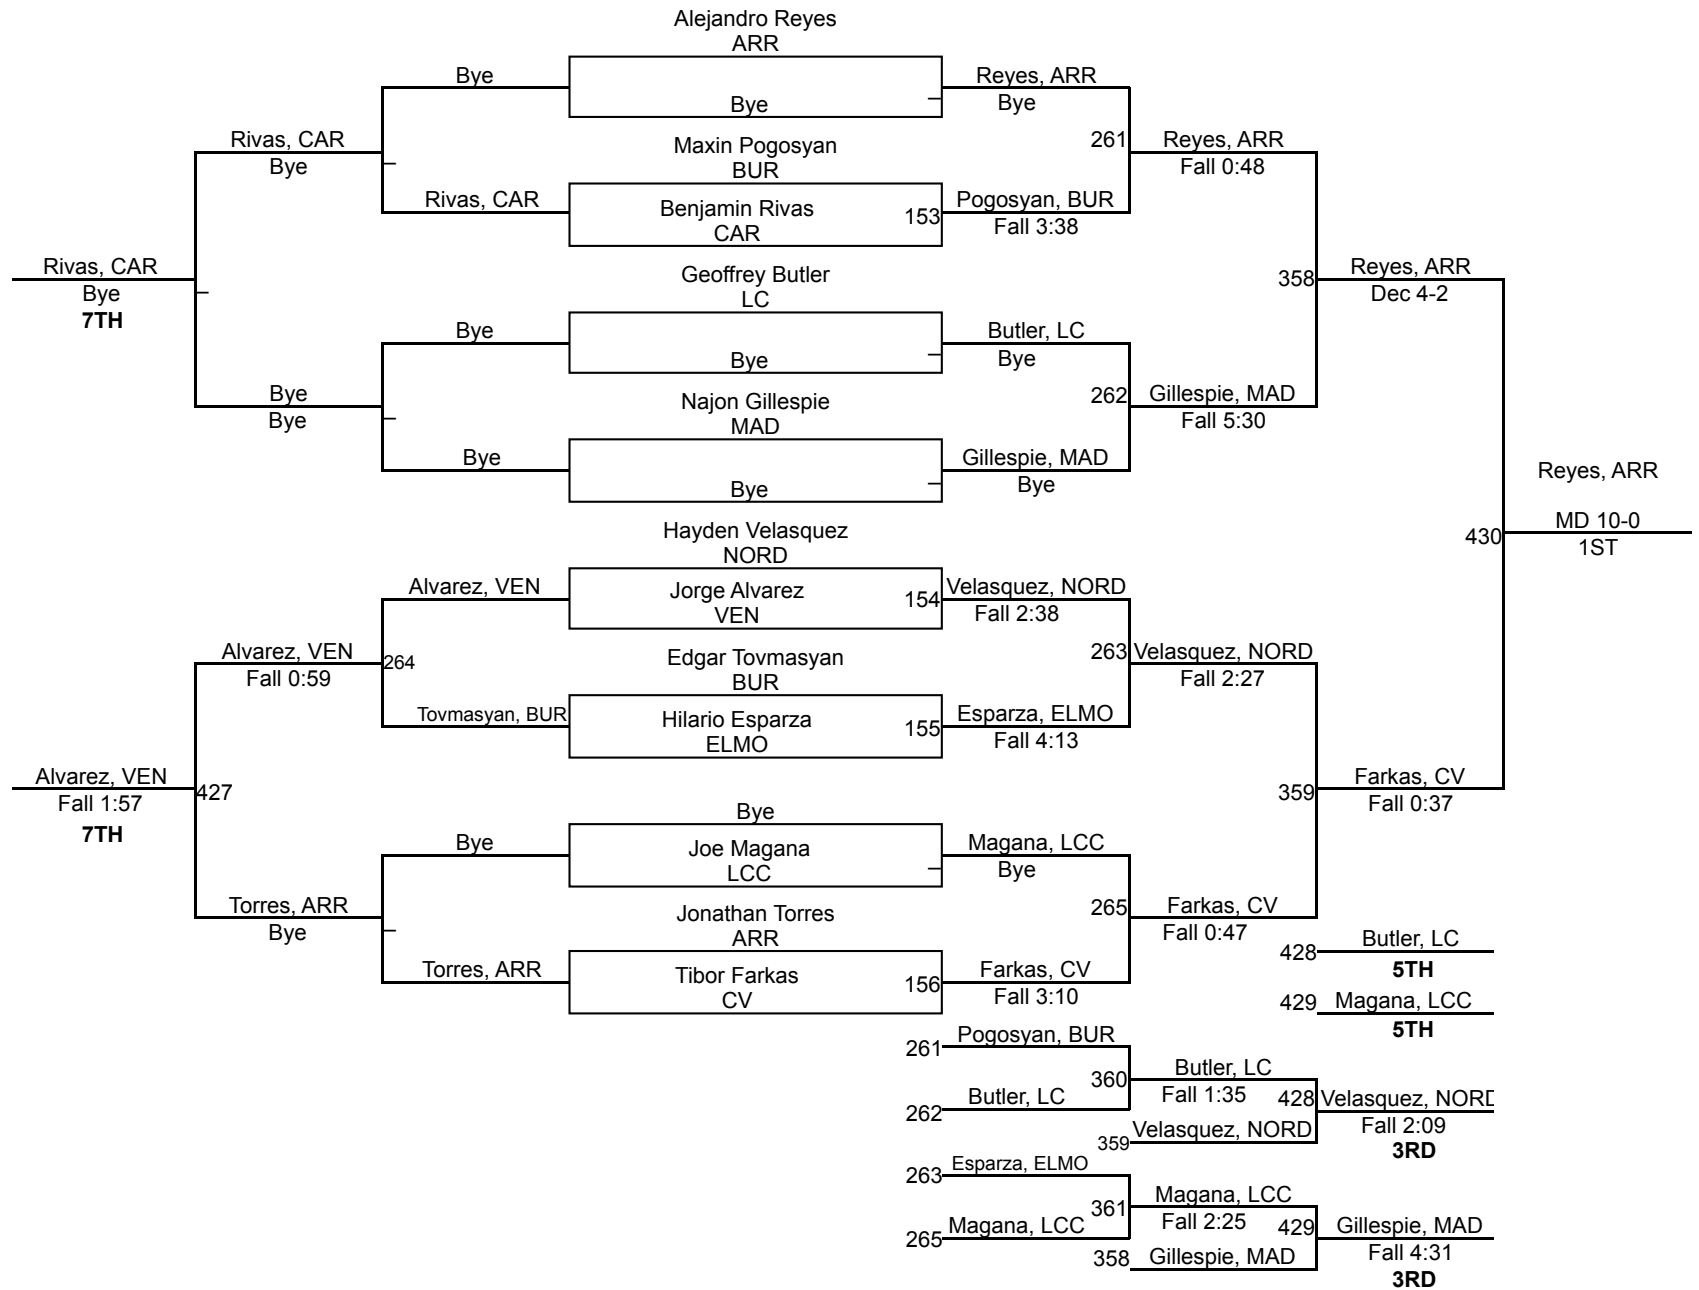 Alejandro Reyes
ARR
Bye
Bye
Reyes, ARR
Bye
Rivas, CAR
Bye
Maxin Pogosyan
BUR
261
Reyes, ARR
Fall 0:48
Rivas, CAR
Benjamin Rivas
CAR
153
Pogosyan, BUR
Fall 3:38
Rivas, CAR
Bye
7TH
Geoffrey Butler
LC
358
Reyes, ARR
Dec 4-2
Bye
Bye
Butler, LC
Bye
Bye
Bye
Najon Gillespie
MAD
262
Gillespie, MAD
Fall 5:30
Bye
Bye
Gillespie, MAD
Bye
Reyes, ARR
430
MD 10-0
1ST
Hayden Velasquez
NORD
Alvarez, VEN
Jorge Alvarez
VEN
154
Velasquez, NORD
Fall 2:38
Alvarez, VEN
Fall 0:59
264
Edgar Tovmasyan
BUR
263
Velasquez, NORD
Fall 2:27
Tovmasyan, BUR
Hilario Esparza
ELMO
155
Esparza, ELMO
Fall 4:13
Alvarez, VEN
Fall 1:57
7TH
427
359
Farkas, CV
Fall 0:37
Bye
Bye
Joe Magana
LCC
Magana, LCC
Bye
Torres, ARR
Bye
Jonathan Torres
ARR
265
Farkas, CV
Fall 0:47
Torres, ARR
Tibor Farkas
CV
156
Farkas, CV
Fall 3:10
428
Butler, LC
5TH
429
Magana, LCC
5TH
261
Pogosyan, BUR
360
Butler, LC
Fall 1:35
262
Butler, LC
428
Velasquez, NORD
Fall 2:09
3RD
359
Velasquez, NORD
263
Esparza, ELMO
361
Magana, LCC
Fall 2:25
265
Magana, LCC
429
Gillespie, MAD
Fall 4:31
3RD
358
Gillespie, MAD